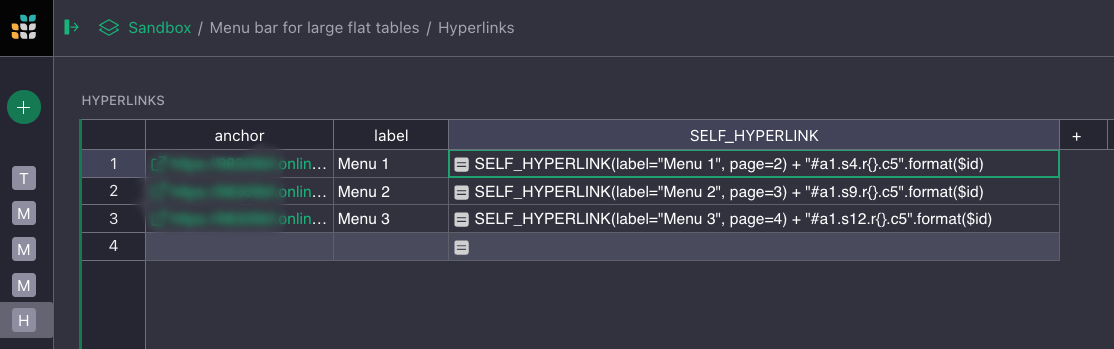 Sandbox / Menu bar for large flat tables / Hyperlinks
HYPERLINKS
anchor label SELF_HYPERLINK +
1 onlin... Menu 1 = SELF_HYPERLINK(label="Menu 1", page=2) + "#a1.s4.r{}.c5".format($id)
2 onlin... Menu 2 = SELF_HYPERLINK(label="Menu 2", page=3) + "#a1.s9.r{}.c5".format($id)
3 onlin... Menu 3 = SELF_HYPERLINK(label="Menu 3", page=4) + "#a1.s12.r{}.c5".format($id)
4 =
T
M
M
M
H